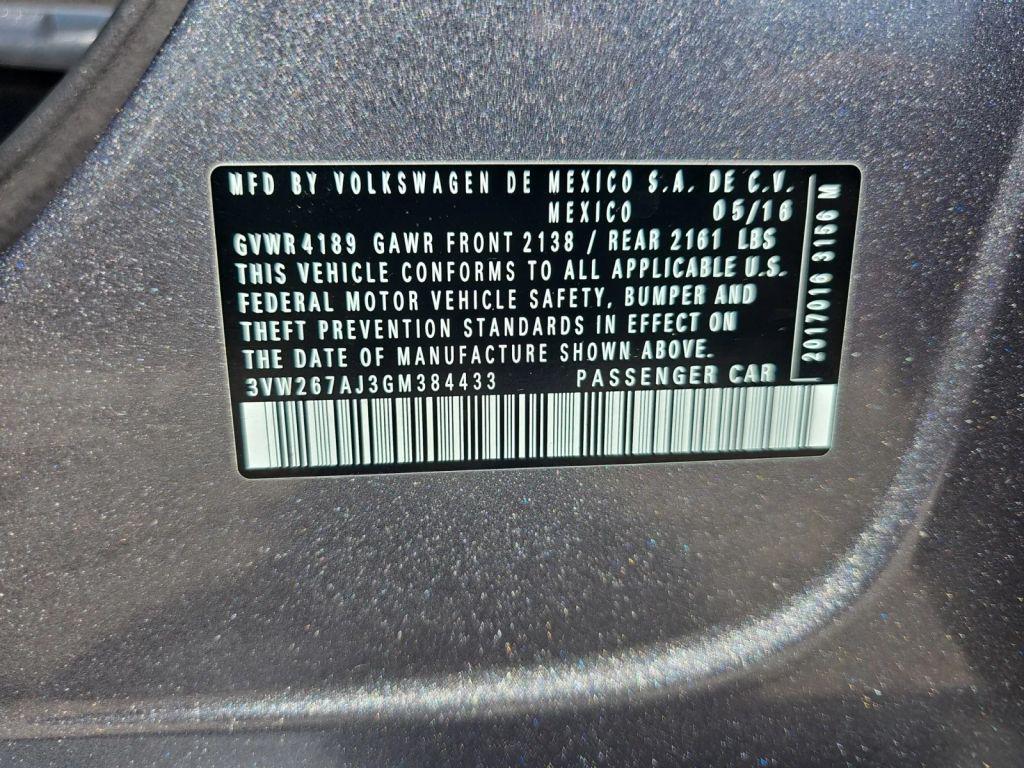 MFD BY VOLKSWAGEN DE MEXICO S.A. DE C.V.
MEXICO 05/16
GVWR 4189 GAWR FRONT 2138 / REAR 2161 LBS
THIS VEHICLE CONFORMS TO ALL APPLICABLE U.S.
FEDERAL MOTOR VEHICLE SAFETY, BUMPER AND
THEFT PREVENTION STANDARDS IN EFFECT ON
THE DATE OF MANUFACTURE SHOWN ABOVE.
3VW267AJ3GM384433 PASSENGER CAR
2017016 3156 M